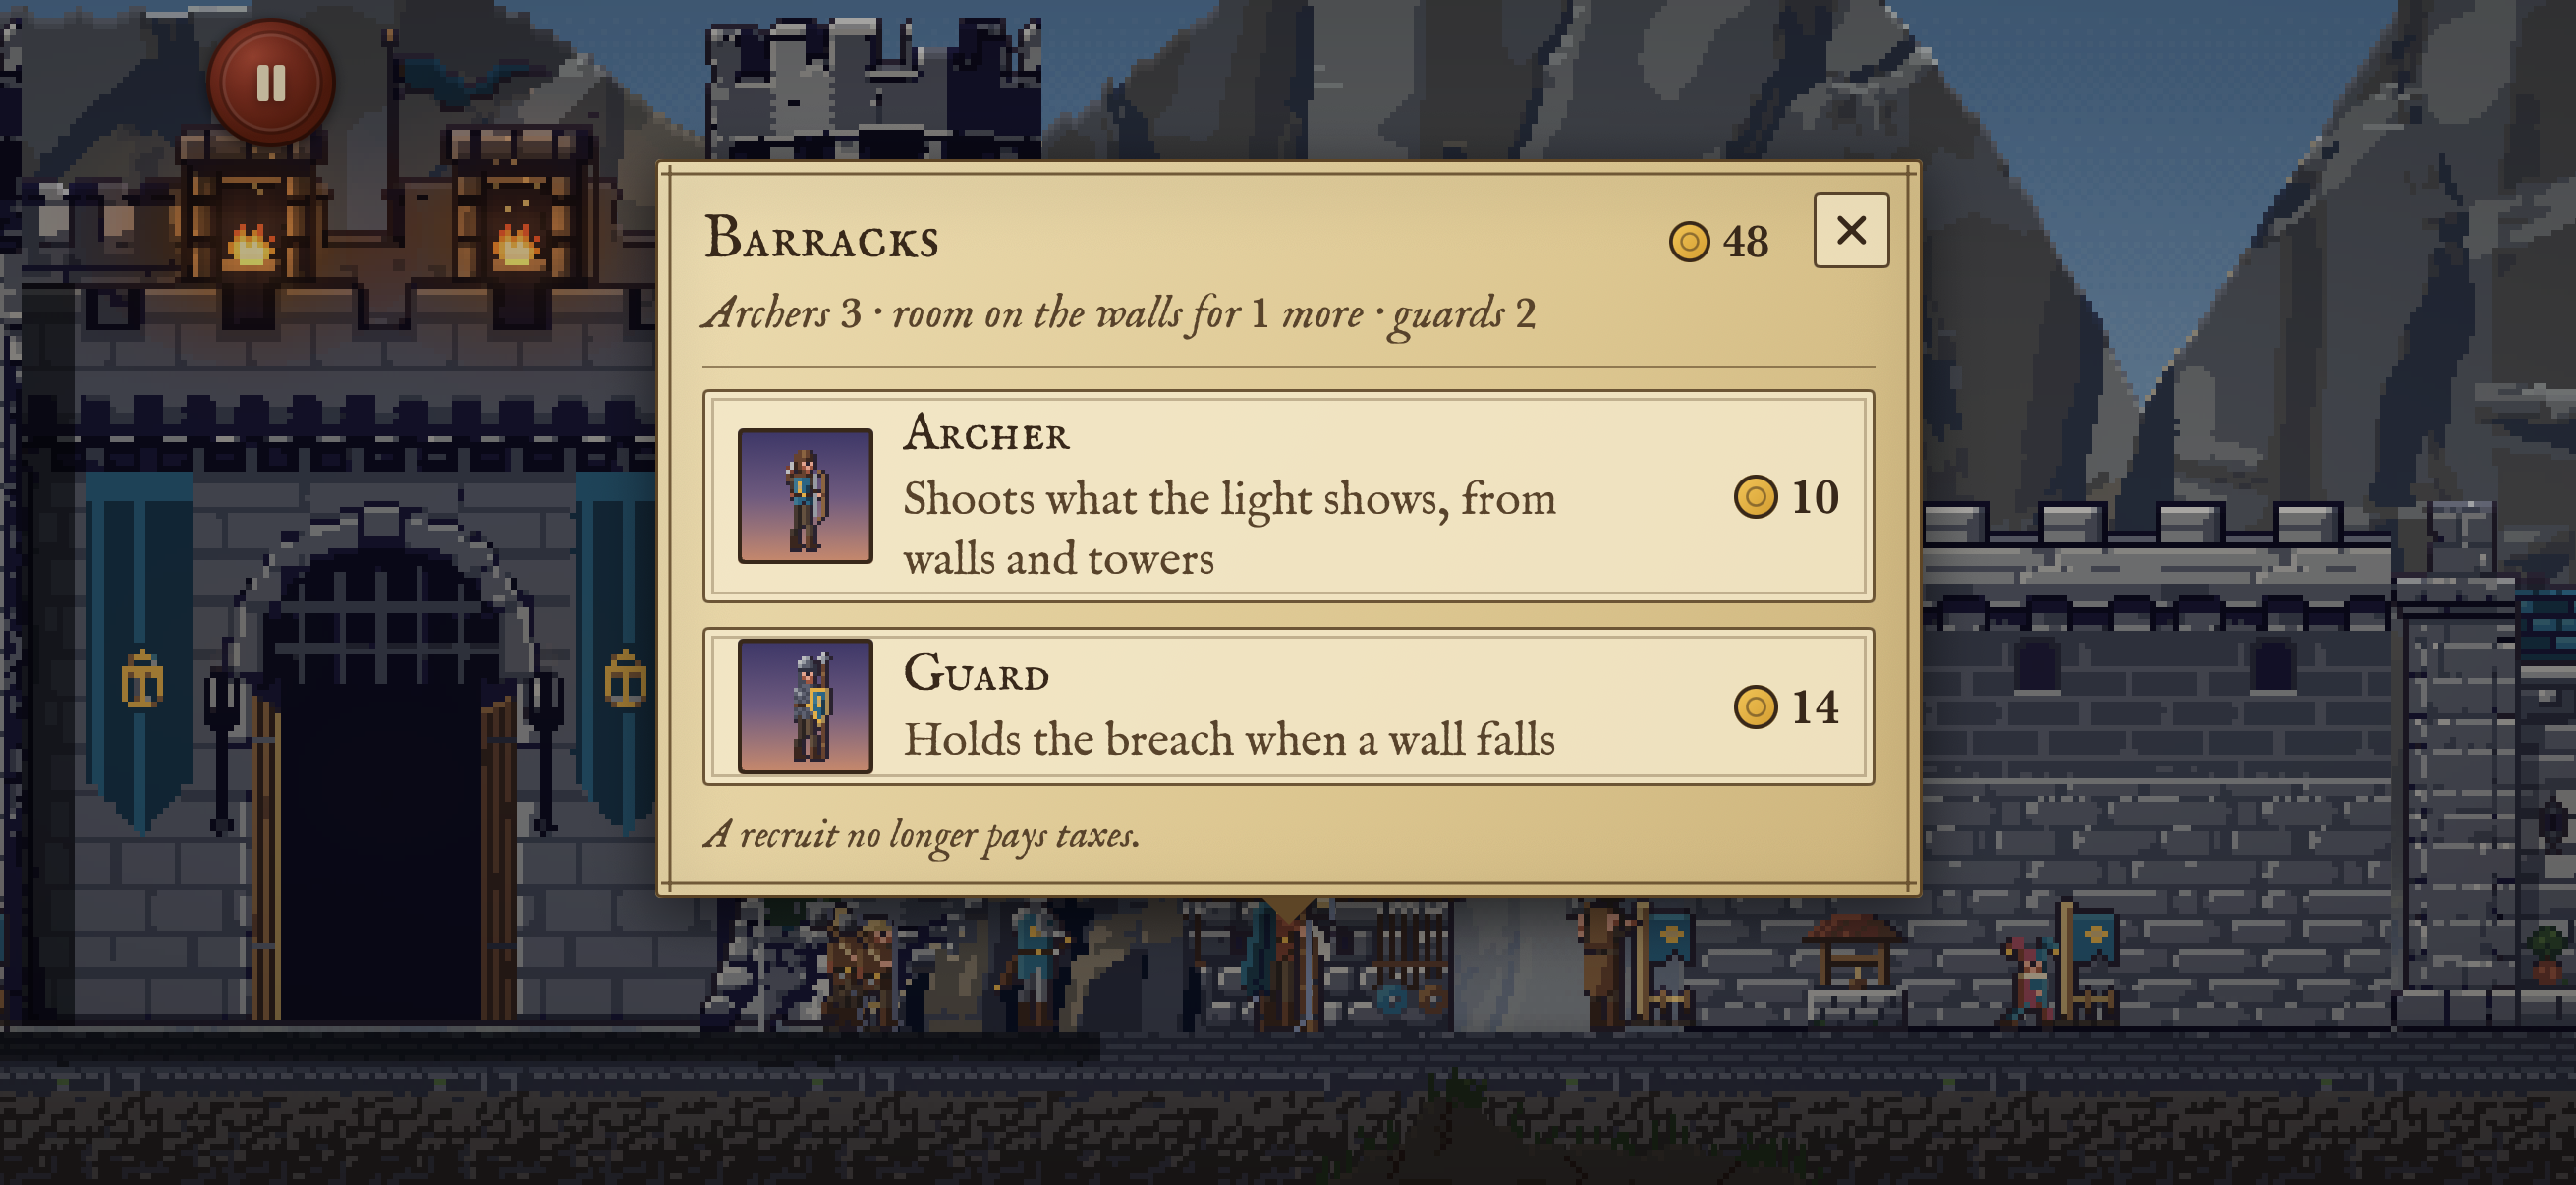 Barracks
48
Archers 3 · room on the walls for 1 more · guards 2
Archer
Shoots what the light shows, from
walls and towers
10
Guard
Holds the breach when a wall falls
14
A recruit no longer pays taxes.